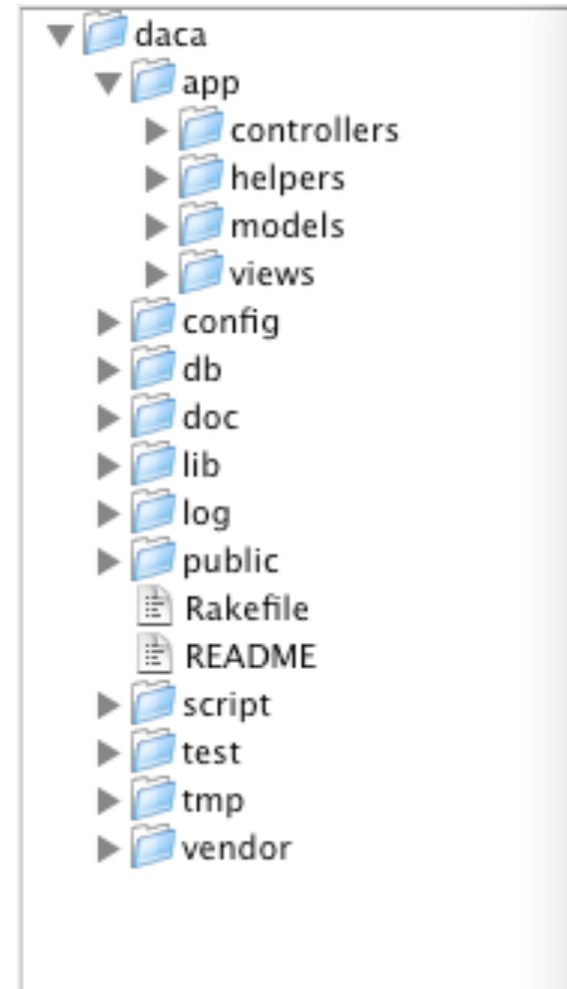 daca
app
controllers
helpers
models
views
config
db
doc
lib
log
public
Rakefile
README
script
test
tmp
vendor